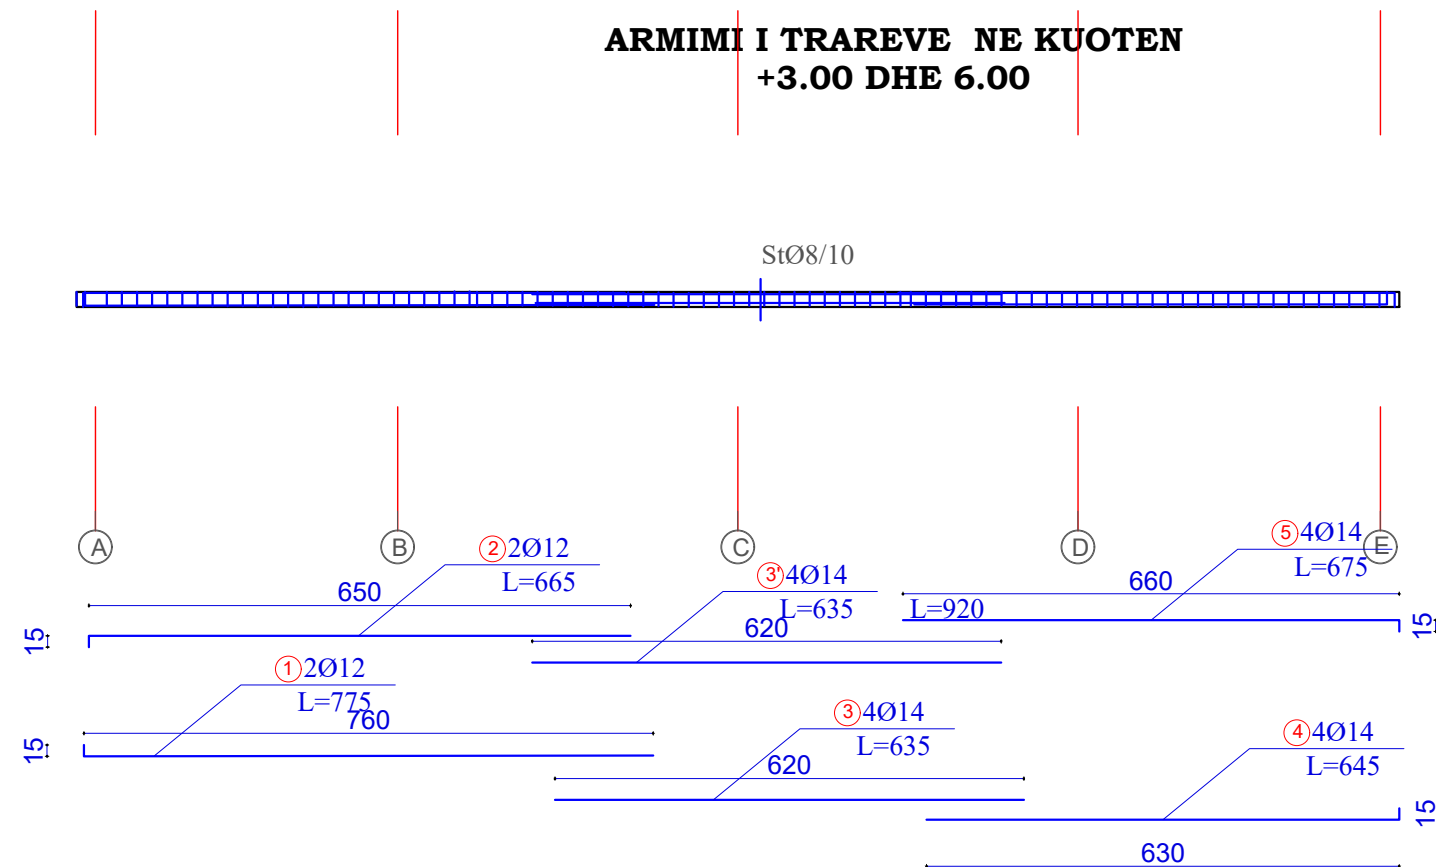 ARMIMI I TRAREVE NE KUOTEN
+3.00 DHE 6.00
StØ8/10
A
B
C
D
E
2 2Ø12
L=665
650
15
3' 4Ø14
L=635
L=920
620
5 4Ø14
L=675
660
15
1 2Ø12
L=775
760
15
3 4Ø14
L=635
620
4 4Ø14
L=645
15
630